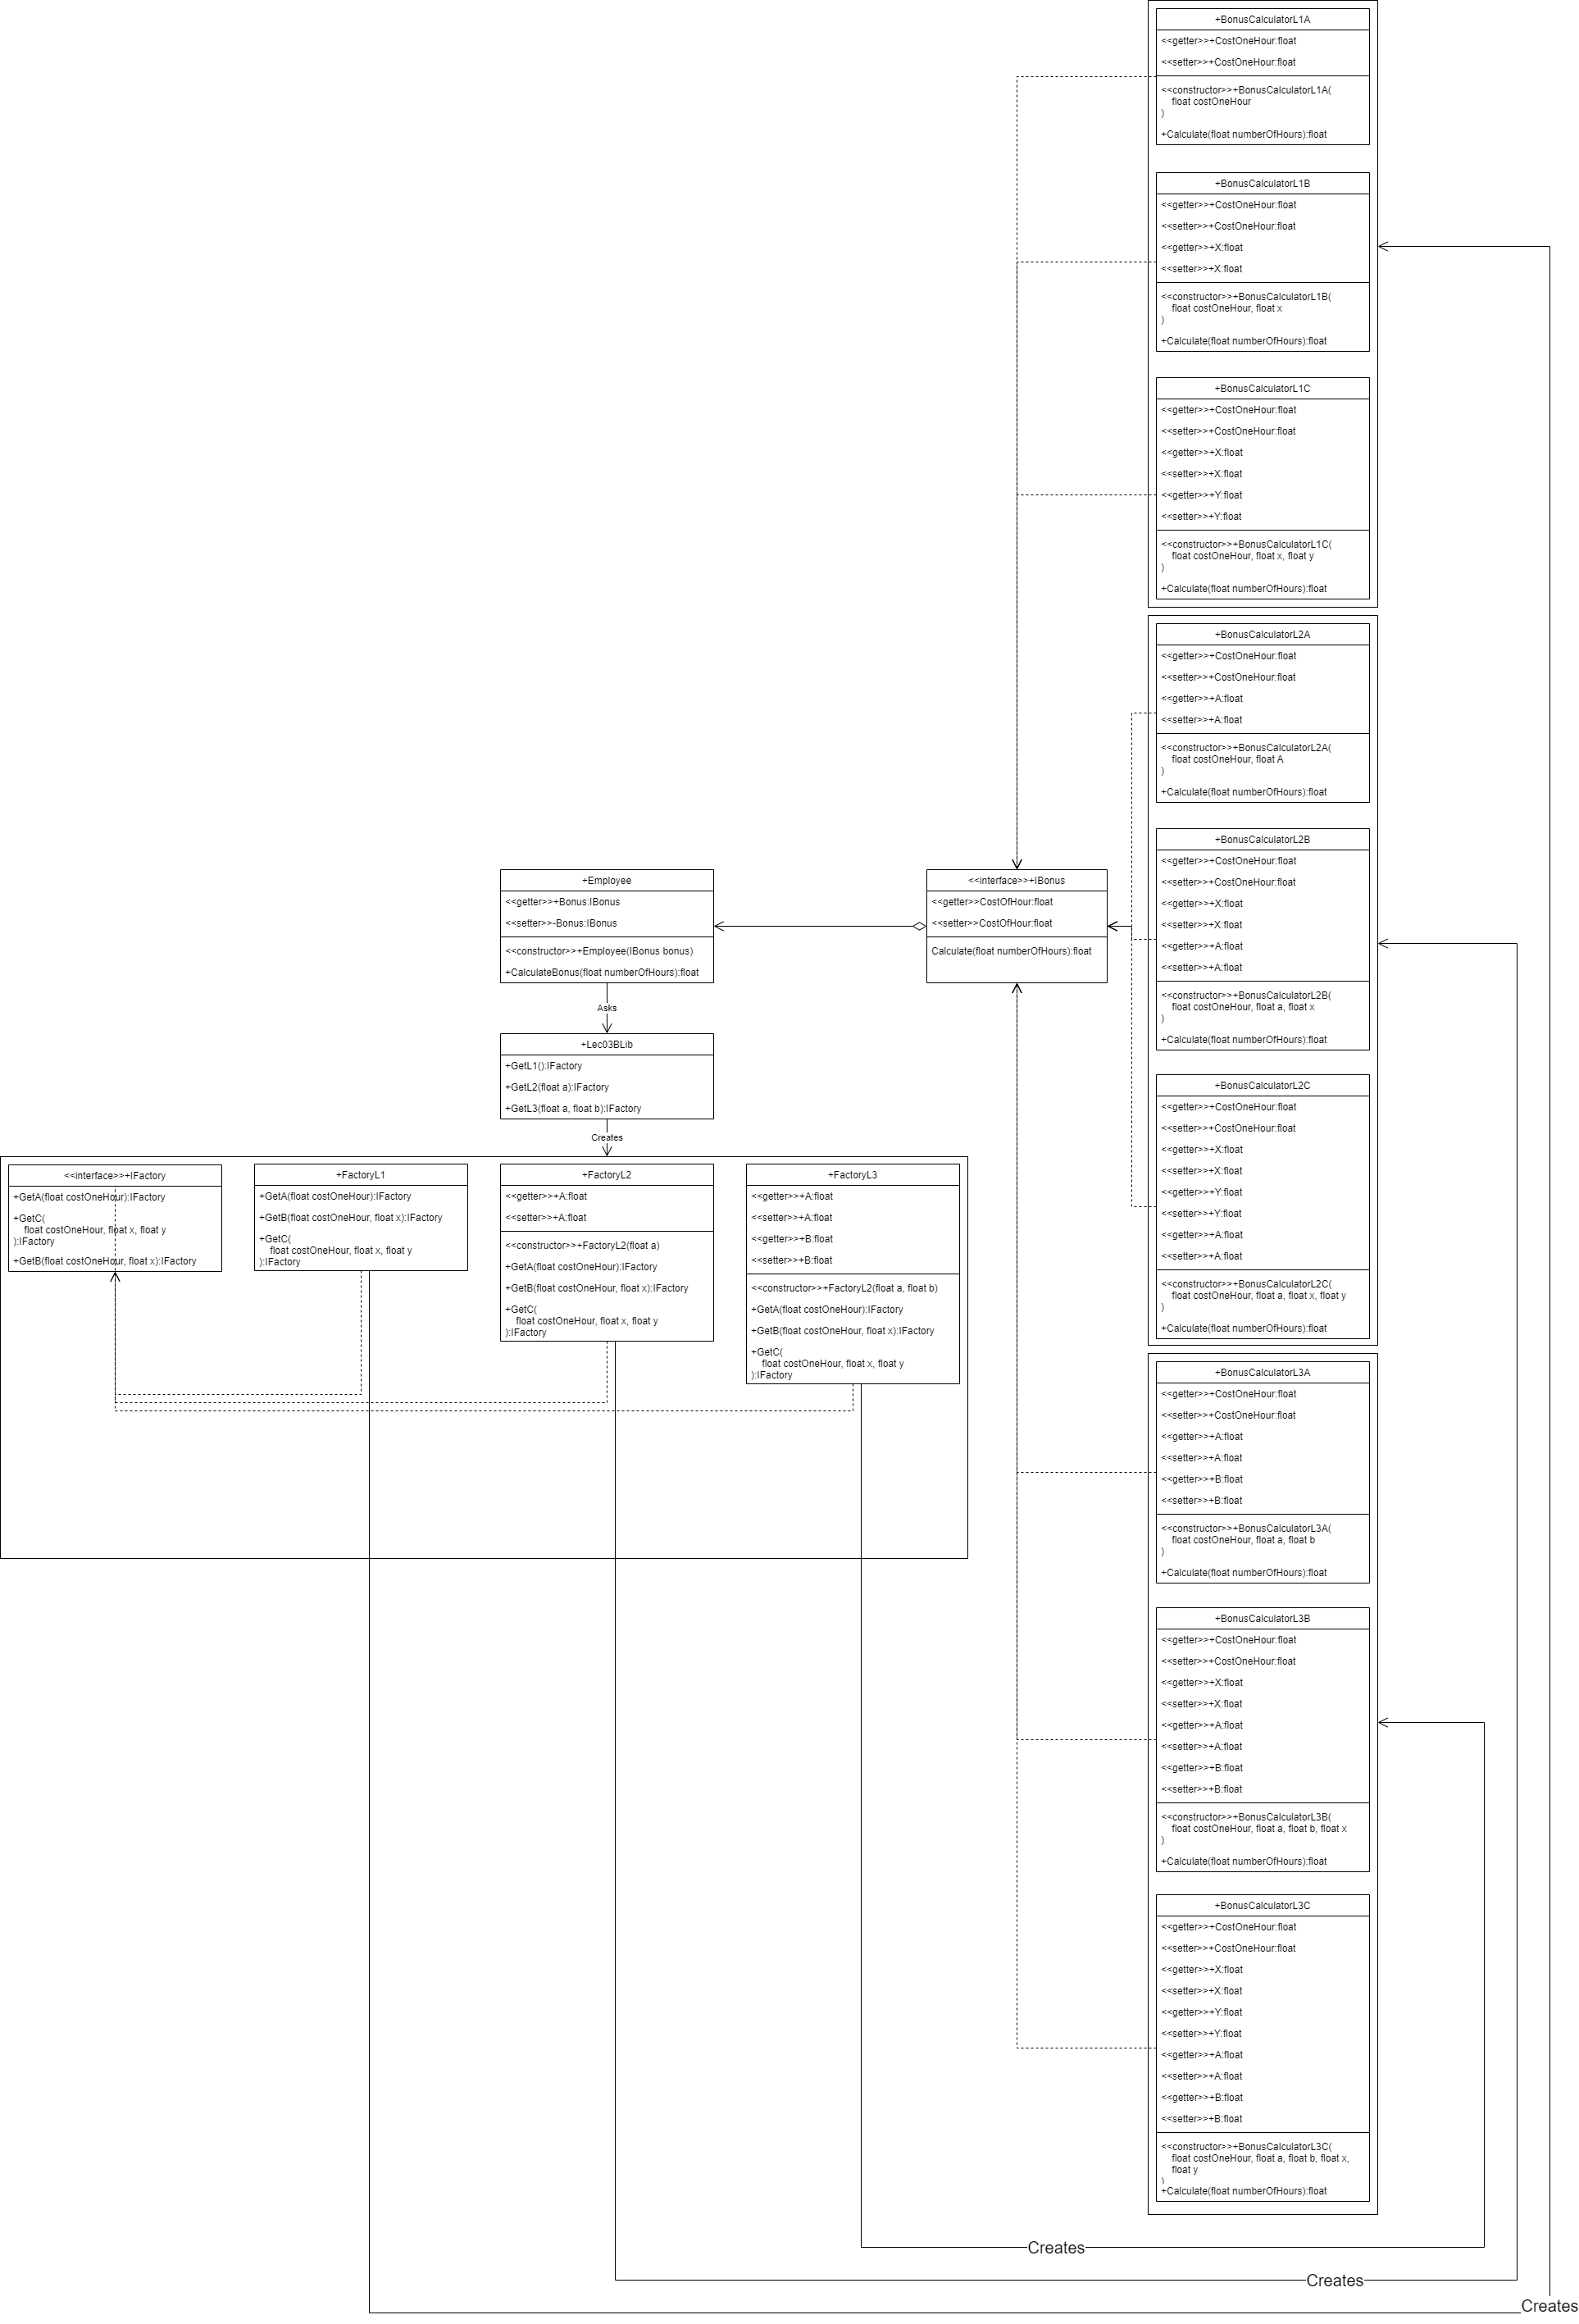 +BonusCalculatorL1A
<<getter>>+CostOneHour:float
<<setter>>+CostOneHour:float
<<constructor>>+BonusCalculatorL1A(
float costOneHour
)
+Calculate(float numberOfHours):float
+BonusCalculatorL1B
<<getter>>+CostOneHour:float
<<setter>>+CostOneHour:float
<<getter>>+X:float
<<setter>>+X:float
<<constructor>>+BonusCalculatorL1B(
float costOneHour, float x
)
+Calculate(float numberOfHours):float
+BonusCalculatorL1C
<<getter>>+CostOneHour:float
<<setter>>+CostOneHour:float
<<getter>>+X:float
<<setter>>+X:float
<<getter>>+Y:float
<<setter>>+Y:float
<<constructor>>+BonusCalculatorL1C(
float costOneHour, float x, float y
)
+Calculate(float numberOfHours):float
+BonusCalculatorL2A
<<getter>>+CostOneHour:float
<<setter>>+CostOneHour:float
<<getter>>+A:float
<<setter>>+A:float
<<constructor>>+BonusCalculatorL2A(
float costOneHour, float A
)
+Calculate(float numberOfHours):float
+BonusCalculatorL2B
<<getter>>+CostOneHour:float
<<setter>>+CostOneHour:float
<<getter>>+X:float
<<setter>>+X:float
<<getter>>+A:float
<<setter>>+A:float
<<constructor>>+BonusCalculatorL2B(
float costOneHour, float a, float x
)
+Calculate(float numberOfHours):float
+BonusCalculatorL2C
<<getter>>+CostOneHour:float
<<setter>>+CostOneHour:float
<<getter>>+X:float
<<setter>>+X:float
<<getter>>+Y:float
<<setter>>+Y:float
<<getter>>+A:float
<<setter>>+A:float
<<constructor>>+BonusCalculatorL2C(
float costOneHour, float a, float x, float y
)
+Calculate(float numberOfHours):float
+BonusCalculatorL3A
<<getter>>+CostOneHour:float
<<setter>>+CostOneHour:float
<<getter>>+A:float
<<setter>>+A:float
<<getter>>+B:float
<<setter>>+B:float
<<constructor>>+BonusCalculatorL3A(
float costOneHour, float a, float b
)
+Calculate(float numberOfHours):float
+BonusCalculatorL3B
<<getter>>+CostOneHour:float
<<setter>>+CostOneHour:float
<<getter>>+X:float
<<setter>>+X:float
<<getter>>+A:float
<<setter>>+A:float
<<getter>>+B:float
<<setter>>+B:float
<<constructor>>+BonusCalculatorL3B(
float costOneHour, float a, float b, float x
)
+Calculate(float numberOfHours):float
+BonusCalculatorL3C
<<getter>>+CostOneHour:float
<<setter>>+CostOneHour:float
<<getter>>+X:float
<<setter>>+X:float
<<getter>>+Y:float
<<setter>>+Y:float
<<getter>>+A:float
<<setter>>+A:float
<<getter>>+B:float
<<setter>>+B:float
<<constructor>>+BonusCalculatorL3C(
float costOneHour, float a, float b, float x,
float y
)
+Calculate(float numberOfHours):float
+Employee
<<getter>>+Bonus:IBonus
<<setter>>-Bonus:IBonus
<<constructor>>+Employee(IBonus bonus)
+CalculateBonus(float numberOfHours):float
<<interface>>+IBonus
<<getter>>CostOfHour:float
<<setter>>CostOfHour:float
Calculate(float numberOfHours):float
Asks
+Lec03BLib
+GetL1():IFactory
+GetL2(float a):IFactory
+GetL3(float a, float b):IFactory
Creates
<<interface>>+IFactory
+GetA(float costOneHour):IFactory
+GetC(
float costOneHour, float x, float y
):IFactory
+GetB(float costOneHour, float x):IFactory
+FactoryL1
+GetA(float costOneHour):IFactory
+GetB(float costOneHour, float x):IFactory
+GetC(
float costOneHour, float x, float y
):IFactory
+FactoryL2
<<getter>>+A:float
<<setter>>+A:float
<<constructor>>+FactoryL2(float a)
+GetA(float costOneHour):IFactory
+GetB(float costOneHour, float x):IFactory
+GetC(
float costOneHour, float x, float y
):IFactory
+FactoryL3
<<getter>>+A:float
<<setter>>+A:float
<<getter>>+B:float
<<setter>>+B:float
<<constructor>>+FactoryL2(float a, float b)
+GetA(float costOneHour):IFactory
+GetB(float costOneHour, float x):IFactory
+GetC(
float costOneHour, float x, float y
):IFactory
Creates
Creates
Creates